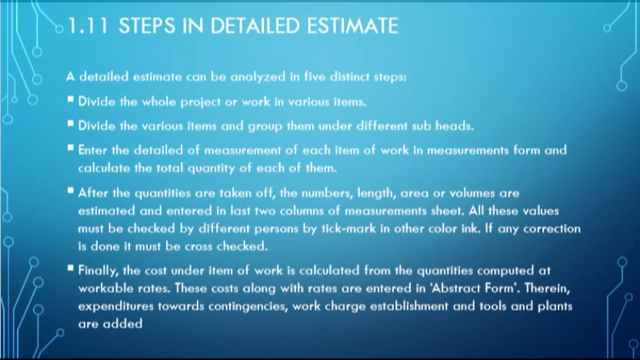 1.11 STEPS IN DETAILED ESTIMATE
A detailed estimate can be analyzed in five distinct steps:
▪ Divide the whole project or work in various items.
▪ Divide the various items and group them under different sub heads.
▪ Enter the detailed of measurement of each item of work in measurements form and
calculate the total quantity of each of them.
▪ After the quantities are taken off, the numbers, length, area or volumes are
estimated and entered in last two columns of measurements sheet. All these values
must be checked by different persons by tick-mark in other color ink. If any correction
is done it must be cross checked.
▪ Finally, the cost under item of work is calculated from the quantities computed at
workable rates. These costs along with rates are entered in ‘Abstract Form’. Therein,
expenditures towards contingencies, work charge establishment and tools and plants
are added